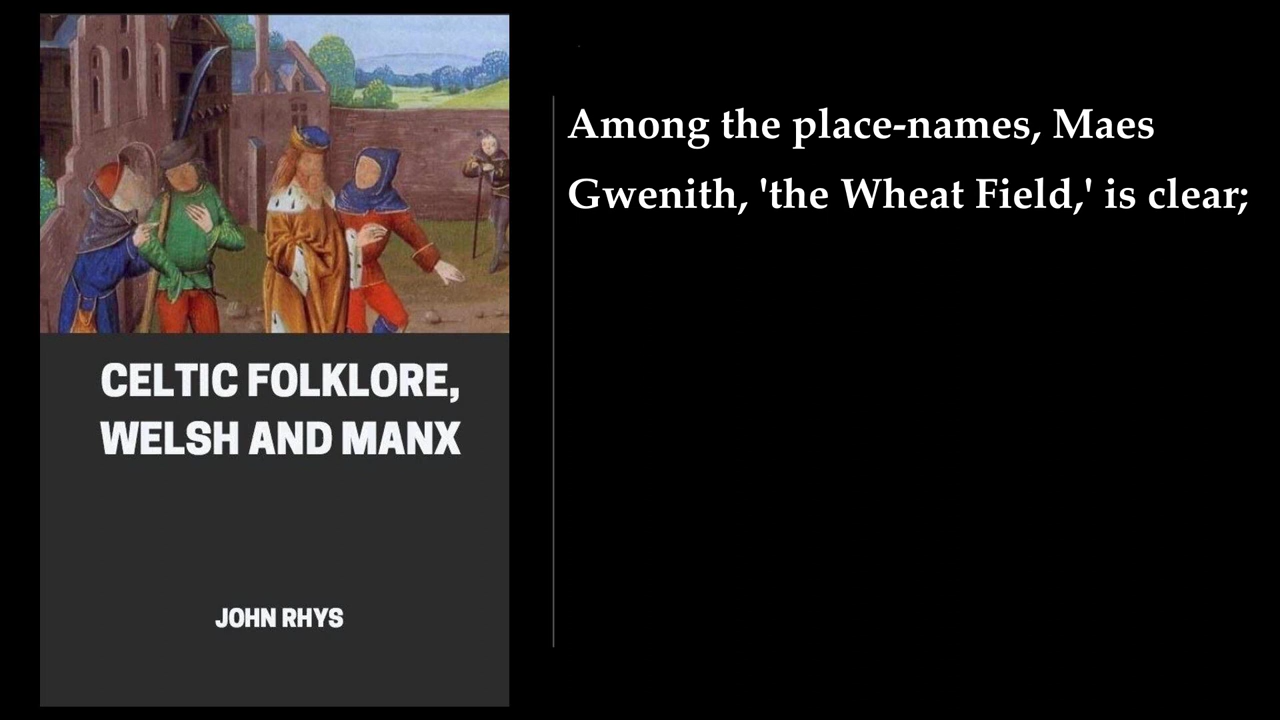 CELTIC FOLKLORE,
WELSH AND MANX
JOHN RHYS
Among the place-names, Maes
Gwenith, 'the Wheat Field,' is clear;